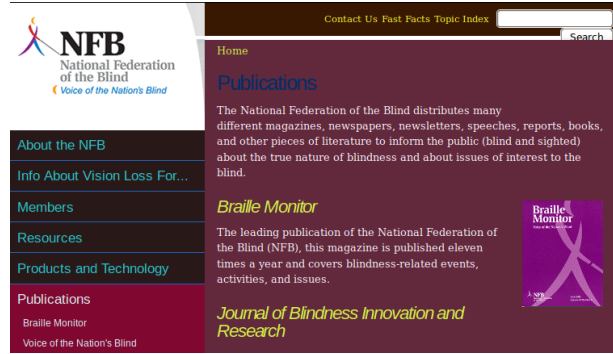 Contact Us Fast Facts Topic Index
Search
NFB
National Federation
of the Blind
Voice of the Nation's Blind
Home
Publications
The National Federation of the Blind distributes many
different magazines, newspapers, newsletters, speeches, reports, books,
and other pieces of literature to inform the public (blind and sighted)
about the true nature of blindness and about issues of interest to the
blind.
About the NFB
Info About Vision Loss For...
Members
Resources
Products and Technology
Publications
Braille Monitor
Voice of the Nation's Blind
Braille Monitor
The leading publication of the National Federation of
the Blind (NFB), this magazine is published eleven
times a year and covers blindness-related events,
activities, and issues.
Braille
Monitor
Voice of the Nation's Blind
NFB
Journal of Blindness Innovation and
Research